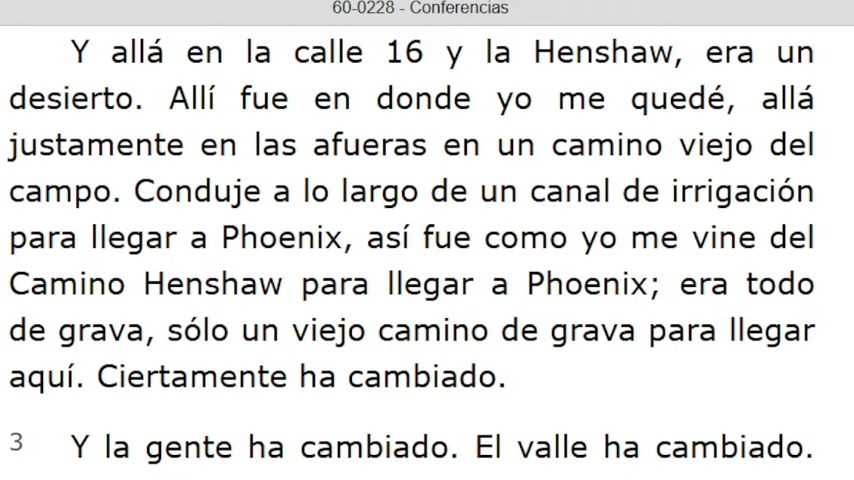 60-0228 - Conferencias
Y allá en la calle 16 y la Henshaw, era un
desierto. Allí fue en donde yo me quedé, allá
justamente en las afueras en un camino viejo del
campo. Conduje a lo largo de un canal de irrigación
para llegar a Phoenix, así fue como yo me vine del
Camino Henshaw para llegar a Phoenix; era todo
de grava, sólo un viejo camino de grava para llegar
aquí. Ciertamente ha cambiado.
3 Y la gente ha cambiado. El valle ha cambiado.